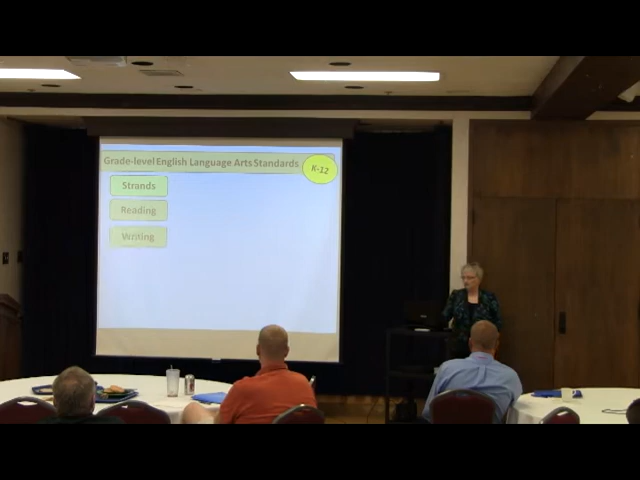 Grade-level English Language Arts Standards
K-12
Strands
Reading
Writing